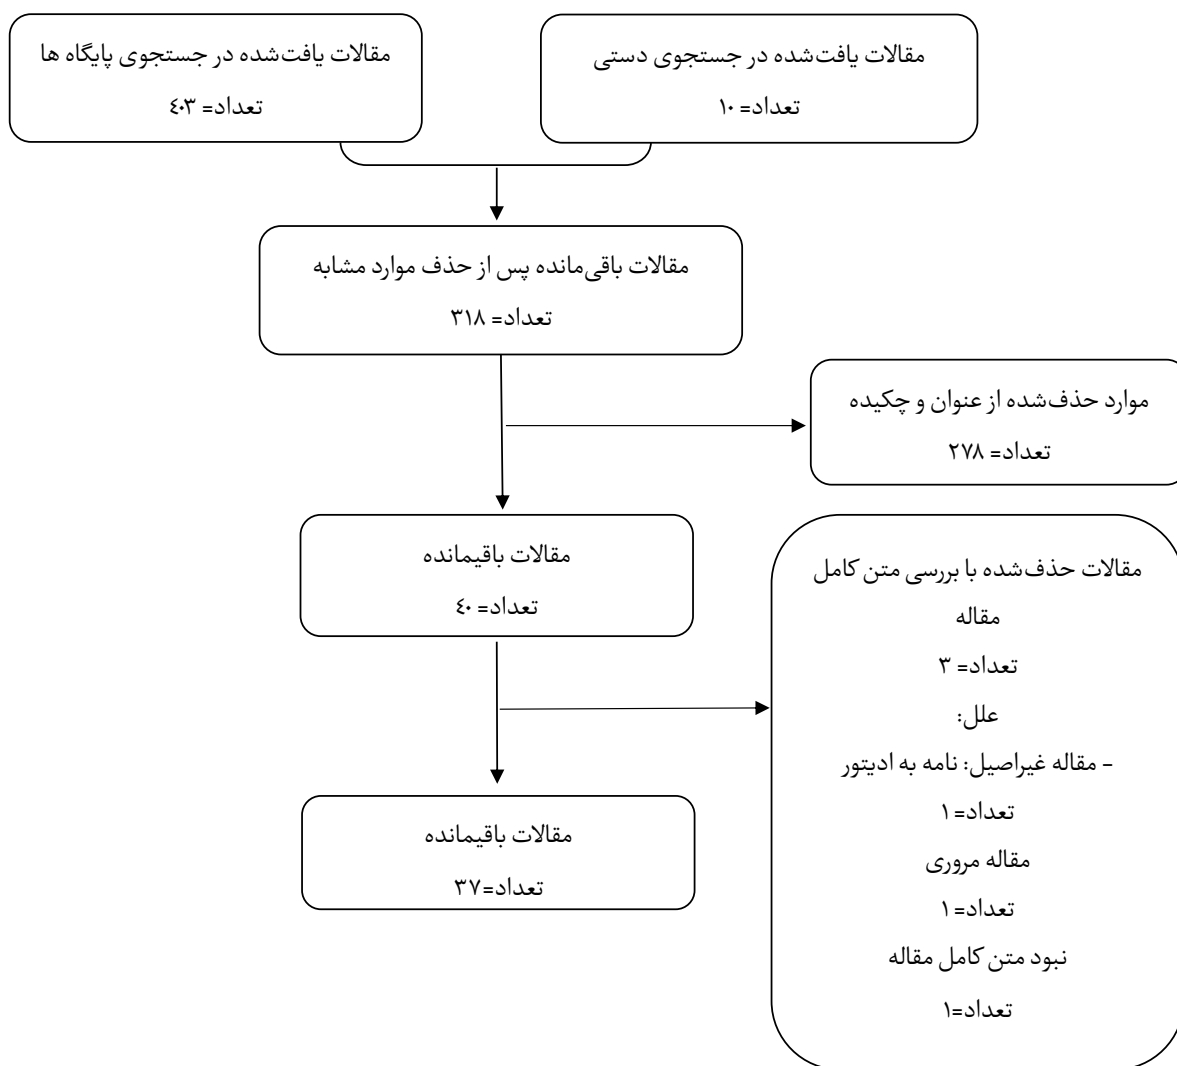 مقالات یافت‌شده در جستجوی دستی
تعداد= ۱۰
مقالات یافت‌شده در جستجوی پایگاه ها
تعداد= ٤۰۳
مقالات باقی‌مانده پس از حذف موارد مشابه
تعداد= ۳۱۸
موارد حذف‌شده از عنوان و چکیده
تعداد= ۲۷۸
مقالات باقیمانده
تعداد= ٤۰
مقالات حذف‌شده با بررسی متن کامل
مقاله
تعداد= ۳
علل:
- مقاله غیراصیل: نامه به ادیتور
تعداد= ۱
مقاله مروری
تعداد= ۱
نبود متن کامل مقاله
تعداد=۱
مقالات باقیمانده
تعداد=۳۷